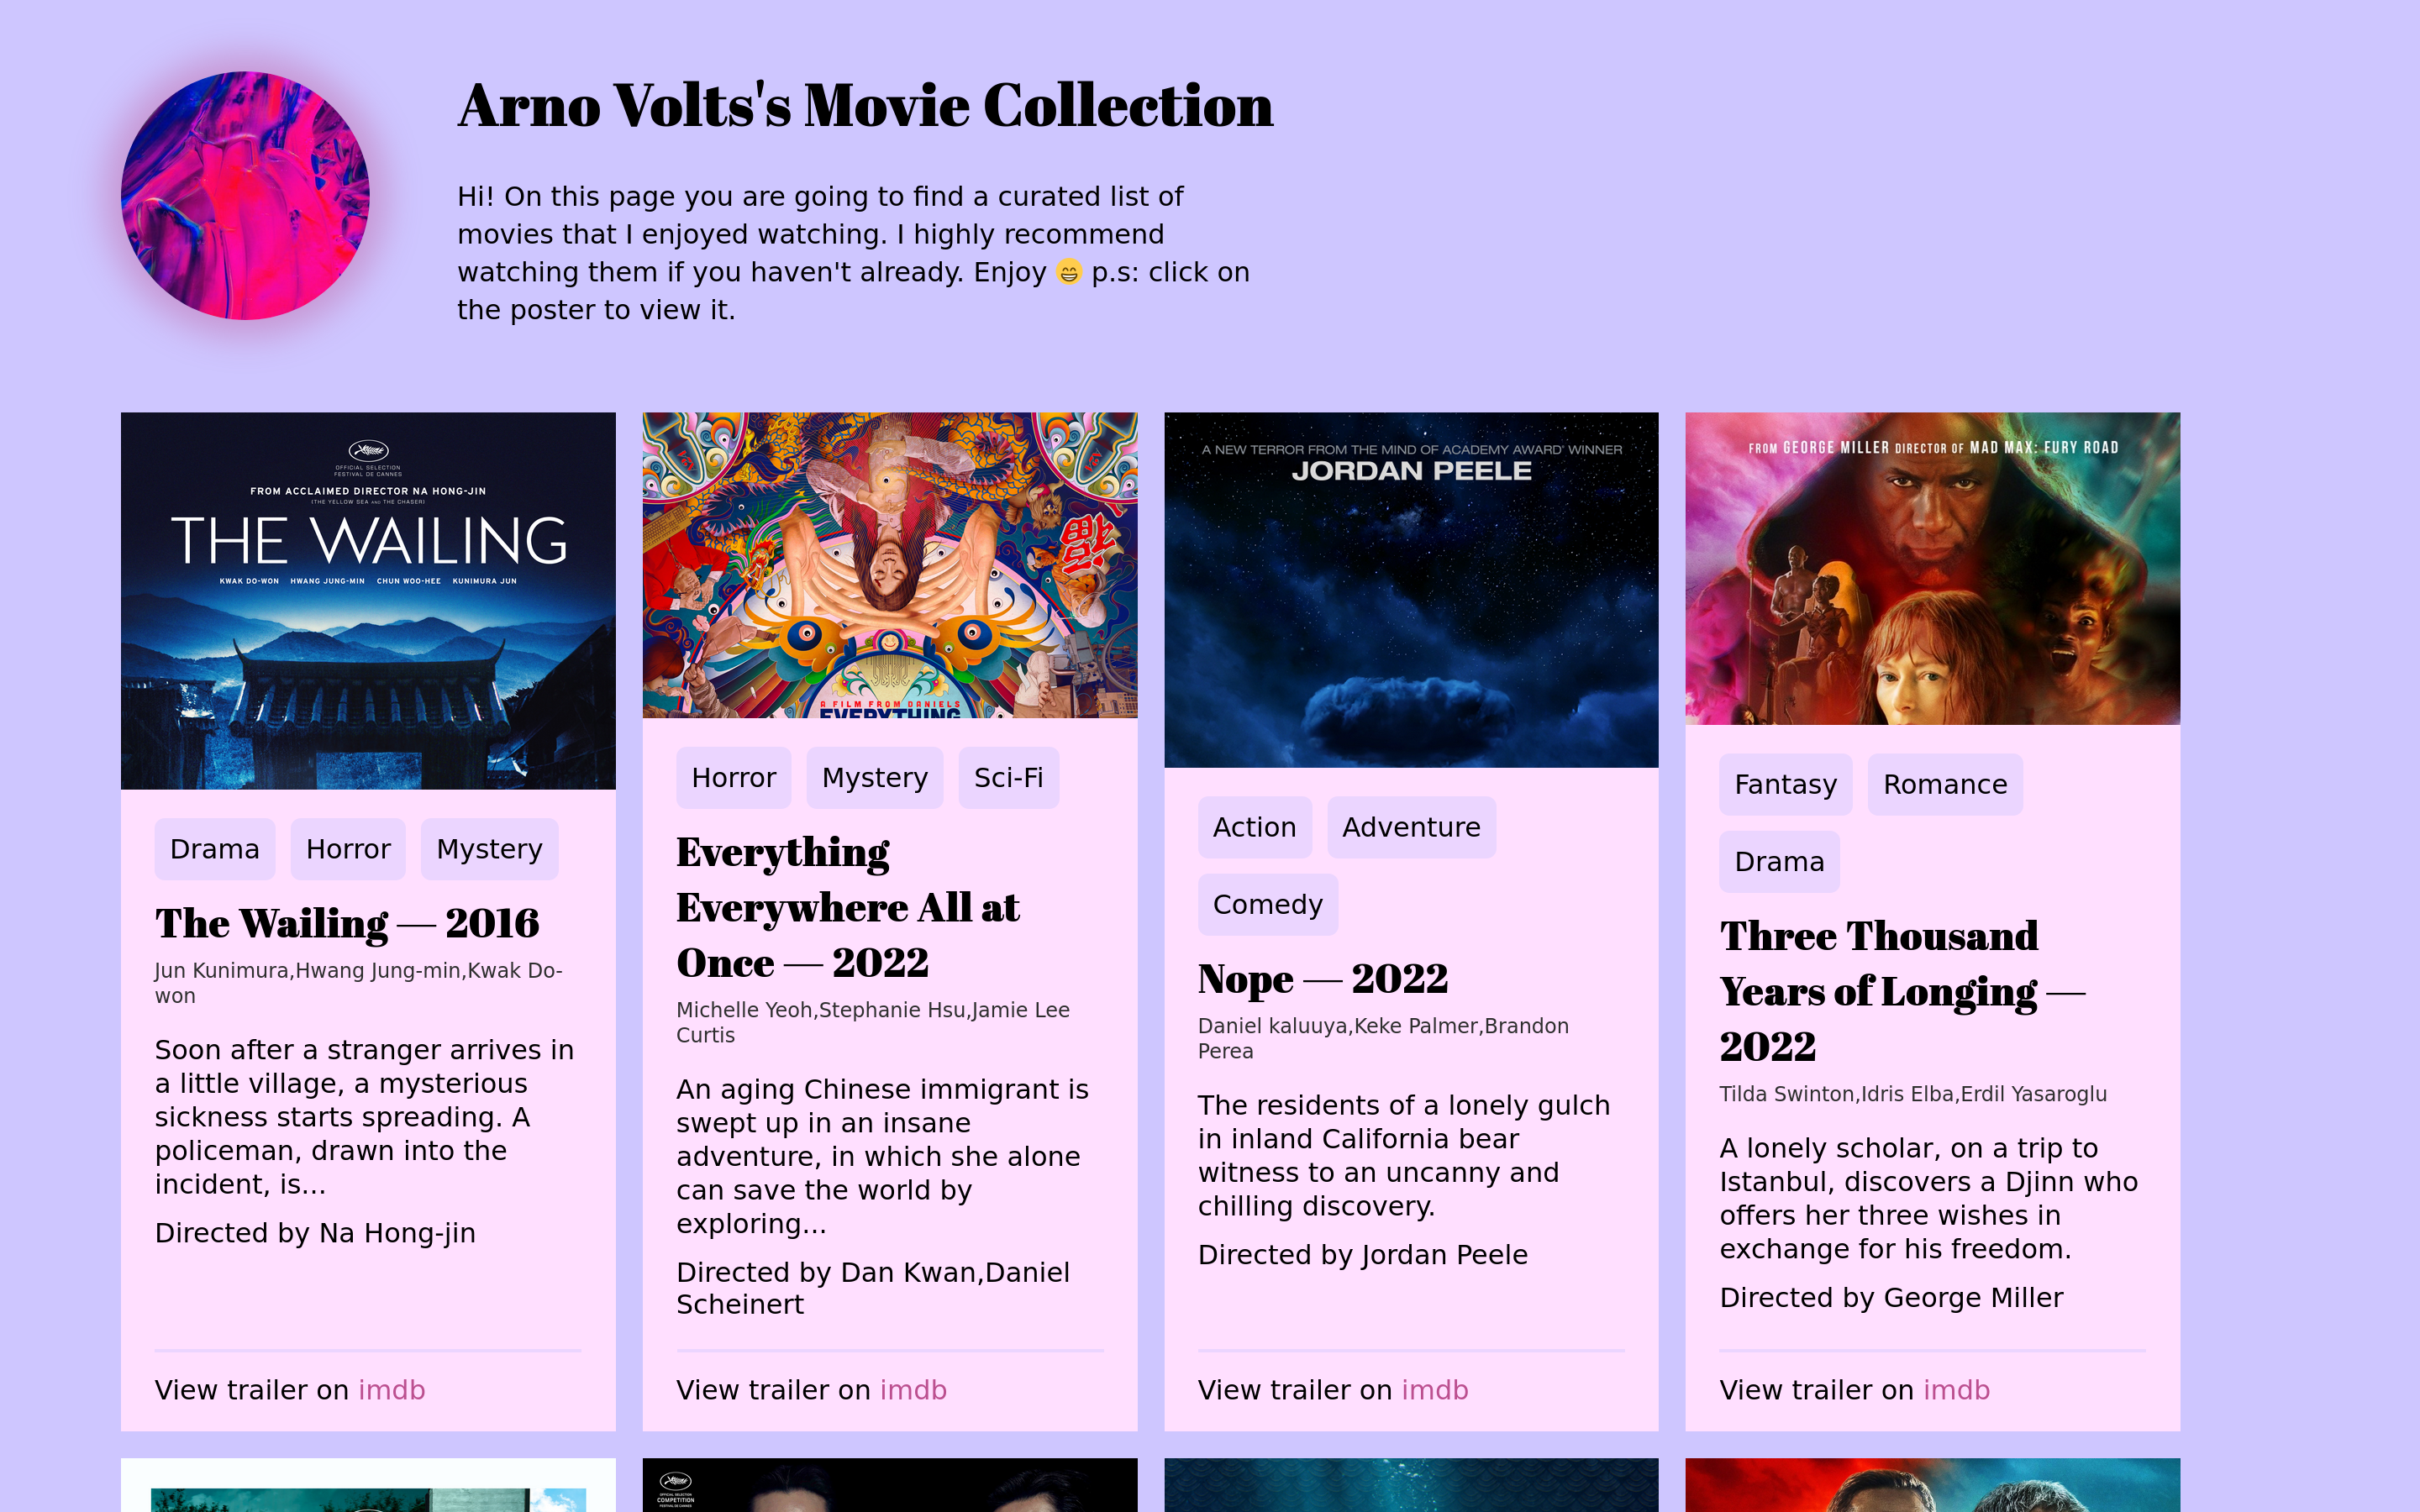 Arno Volts's Movie Collection
Hi! On this page you are going to find a curated list of
movies that I enjoyed watching. I highly recommend
watching them if you haven't already. Enjoy 😁 p.s: click on
the poster to view it.
OFFICIAL SELECTION
FESTIVAL DE CANNES
FROM ACCLAIMED DIRECTOR NA HONG-JIN
(THE YELLOW SEA AND THE CHASER)
THE WAILING
KWAK DO-WON HWANG JUNG-MIN CHUN WOO-HEE KUNIMURA JUN
Drama Horror Mystery
The Wailing — 2016
Jun Kunimura,Hwang Jung-min,Kwak Do-
won
Soon after a stranger arrives in
a little village, a mysterious
sickness starts spreading. A
policeman, drawn into the
incident, is...
Directed by Na Hong-jin
View trailer on imdb
A FILM FROM DANIELS
EVERYTHING
Horror Mystery Sci-Fi
Everything
Everywhere All at
Once — 2022
Michelle Yeoh,Stephanie Hsu,Jamie Lee
Curtis
An aging Chinese immigrant is
swept up in an insane
adventure, in which she alone
can save the world by
exploring...
Directed by Dan Kwan,Daniel
Scheinert
View trailer on imdb
A NEW TERROR FROM THE MIND OF ACADEMY AWARD® WINNER
JORDAN PEELE
Action Adventure
Comedy
Nope — 2022
Daniel kaluuya,Keke Palmer,Brandon
Perea
The residents of a lonely gulch
in inland California bear
witness to an uncanny and
chilling discovery.
Directed by Jordan Peele
View trailer on imdb
FROM GEORGE MILLER DIRECTOR OF MAD MAX: FURY ROAD
Fantasy Romance
Drama
Three Thousand
Years of Longing —
2022
Tilda Swinton,Idris Elba,Erdil Yasaroglu
A lonely scholar, on a trip to
Istanbul, discovers a Djinn who
offers her three wishes in
exchange for his freedom.
Directed by George Miller
View trailer on imdb
OFFICIAL SELECTION
COMPETITION
FESTIVAL DE CANNES